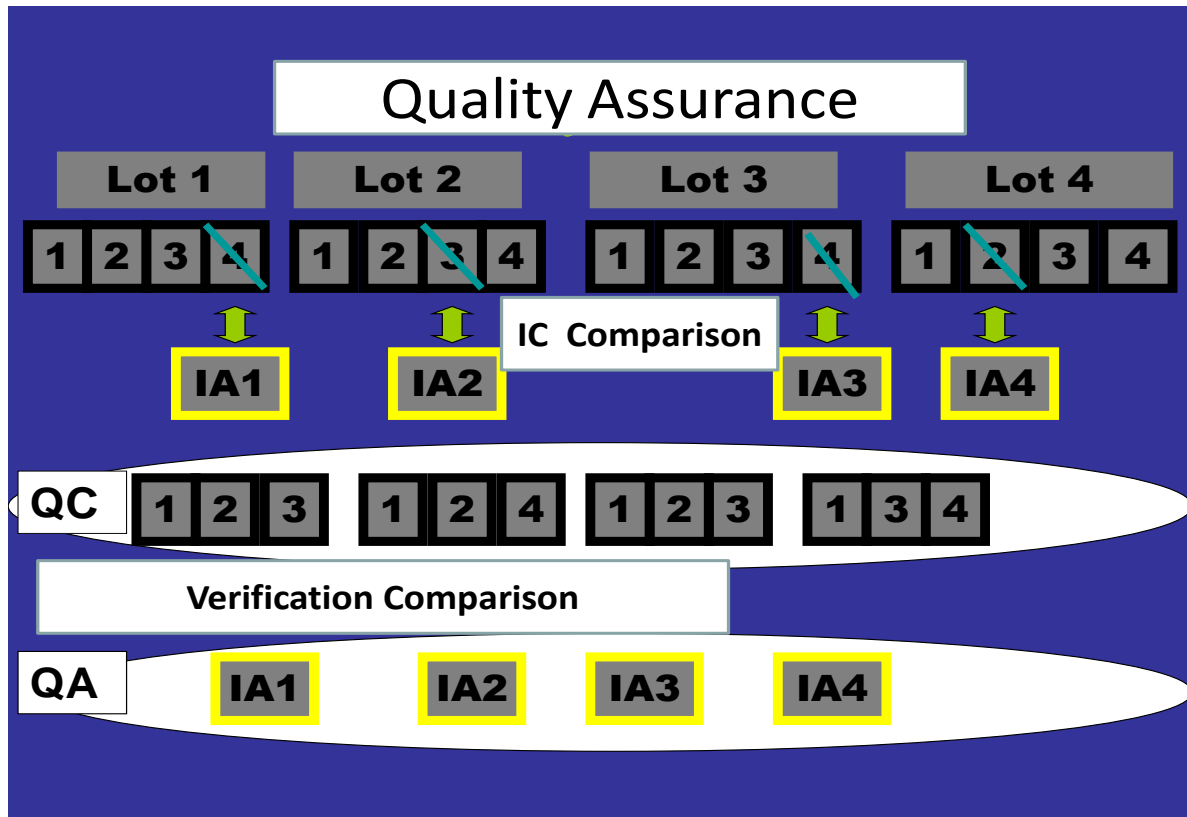 Quality Assurance
Lot 1 Lot 2 Lot 3 Lot 4
1 2 3 4 1 2 3 4 1 2 3 4 1 2 3 4
IC Comparison
IA1 IA2 IA3 IA4
QC 1 2 3 1 2 4 1 2 3 1 3 4
Verification Comparison
QA IA1 IA2 IA3 IA4